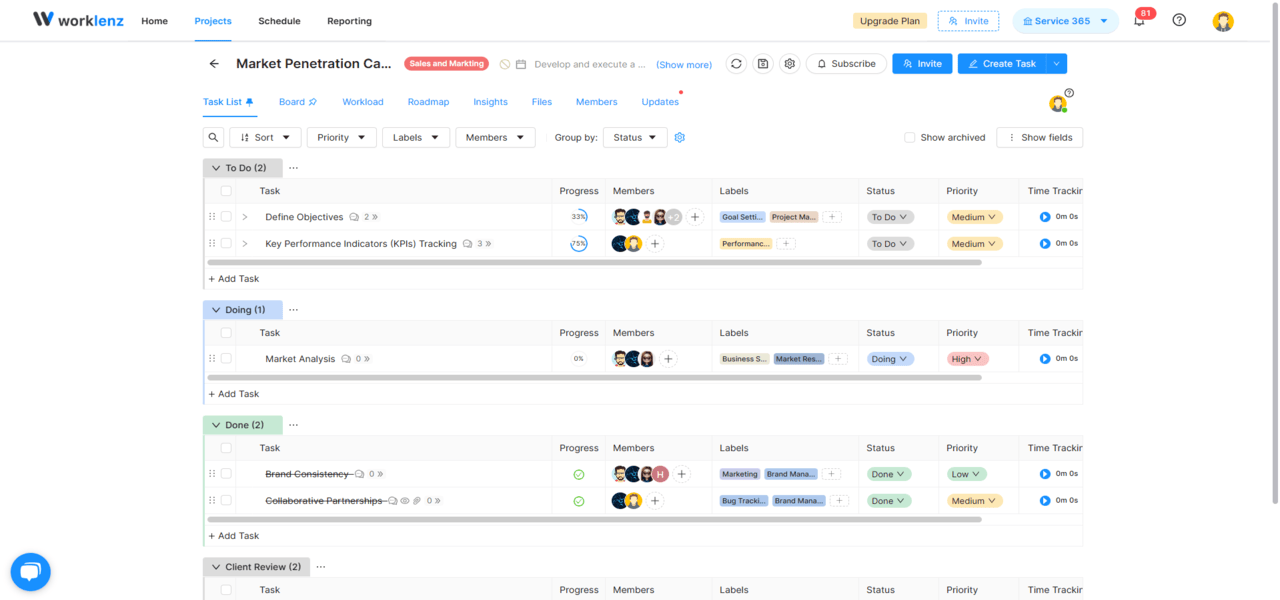 worklenz Home Projects Schedule Reporting Upgrade Plan Invite Service 365 81
Market Penetration Ca... Sales and Markting Develop and execute a ... (Show more) Subscribe Invite Create Task
Task List Board Workload Roadmap Insights Files Members Updates
Sort Priority Labels Members Group by: Status Show archived Show fields
To Do (2)
Task Progress Members Labels Status Priority Time Trackin
Define Objectives 2 » 33% +2 + Goal Setti... Project Ma... + To Do Medium 0m 0s
Key Performance Indicators (KPIs) Tracking 3 » 75% + Performanc... + To Do Medium 0m 0s
+ Add Task
Doing (1)
Task Progress Members Labels Status Priority Time Trackin
Market Analysis 0 » 0% + Business S... Market Res... + Doing High 0m 0s
+ Add Task
Done (2)
Task Progress Members Labels Status Priority Time Trackin
Brand Consistency 0 » H + Marketing Brand Mana... + Done Low 0m 0s
Collaborative Partnerships 0 » + Bug Tracki... Brand Mana... + Done Medium 0m 0s
+ Add Task
Client Review (2)
Task Progress Members Labels Status Priority Time Trackin